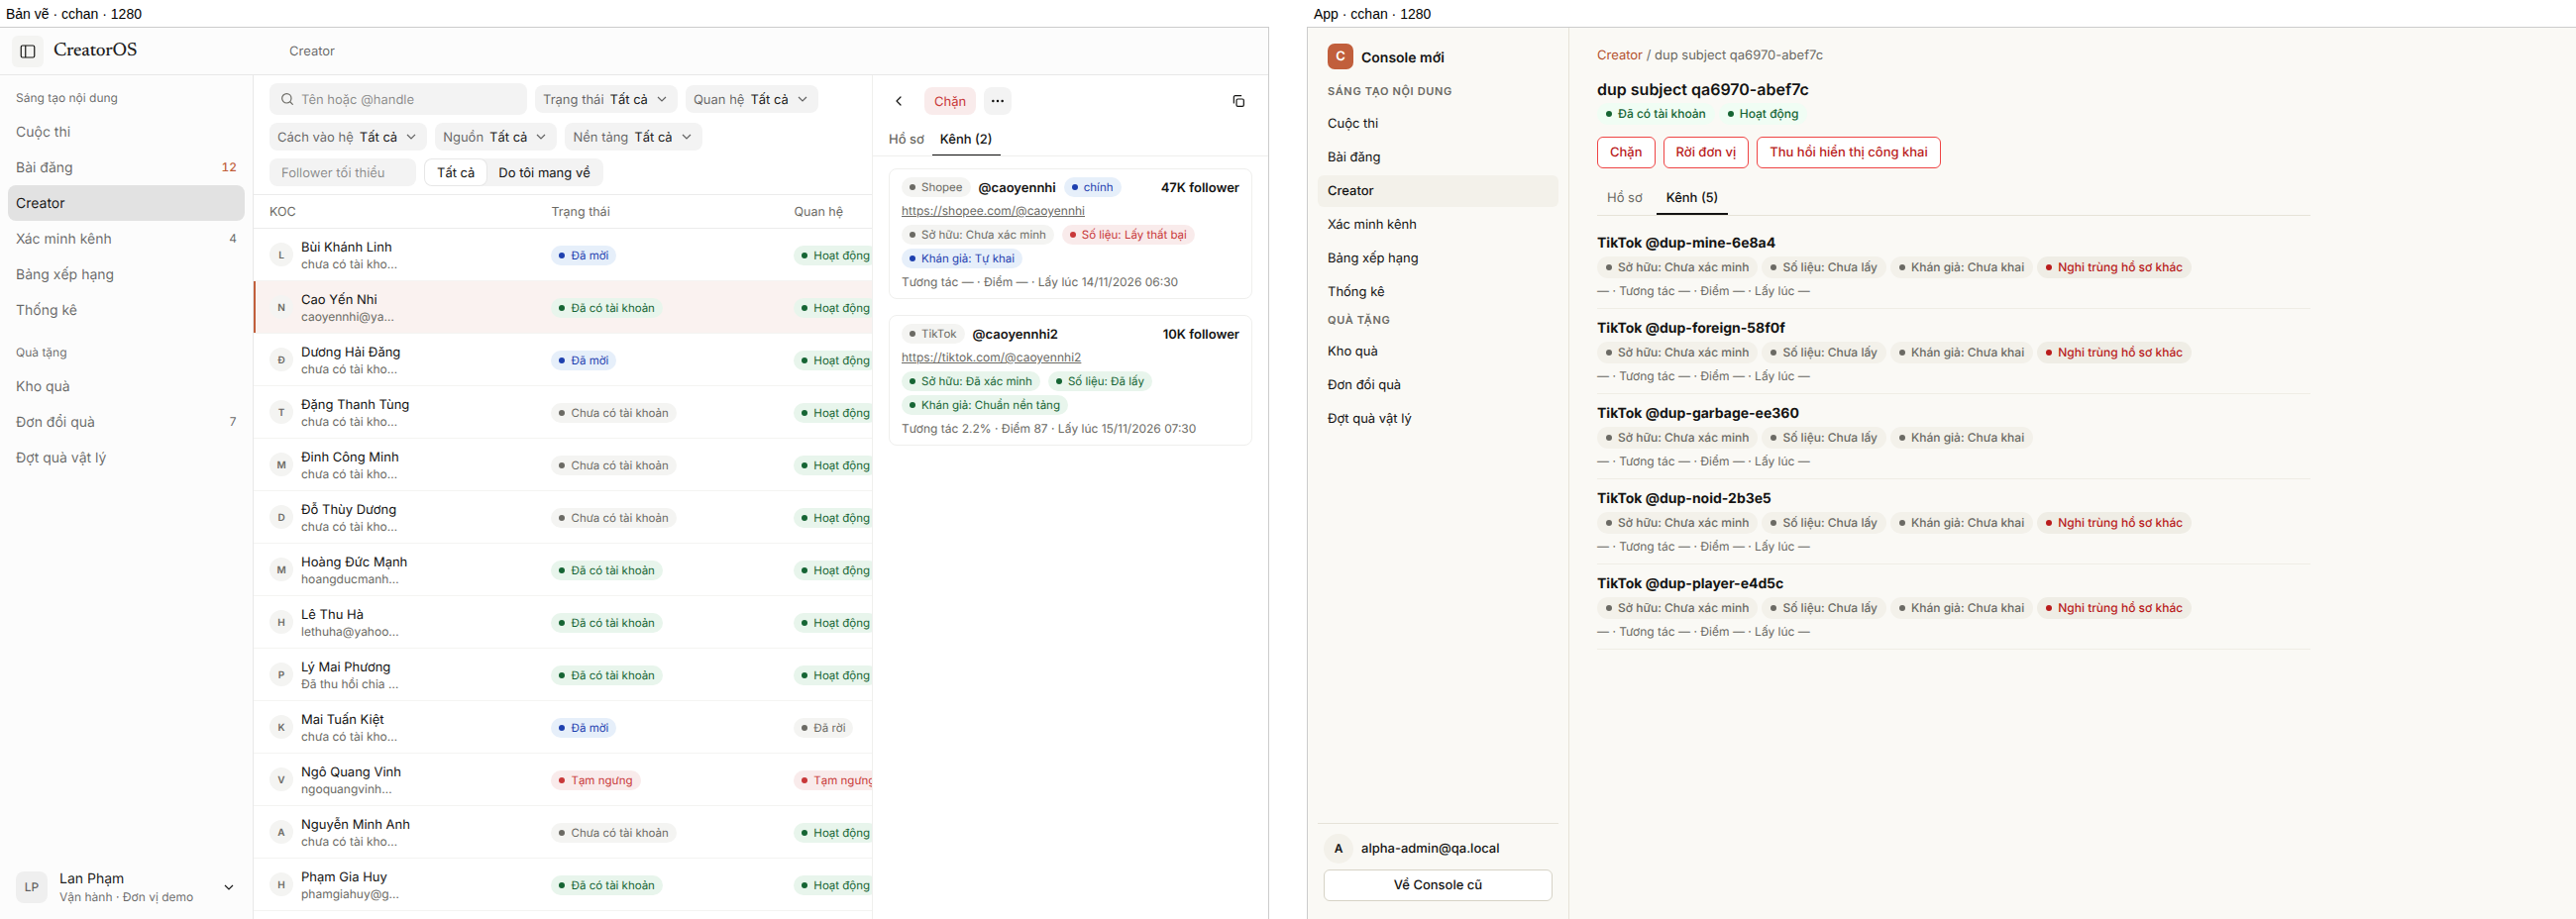 Bản vẽ · cchan · 1280
CreatorOS
Creator
Sáng tạo nội dung
Cuộc thi
Bài đăng 12
Creator
Xác minh kênh 4
Bảng xếp hạng
Thống kê
Quà tặng
Kho quà
Đơn đổi quà 7
Đợt quà vật lý
LP
Lan Phạm
Vận hành · Đơn vị demo
Tên hoặc @handle
Trạng thái Tất cả
Quan hệ Tất cả
Cách vào hệ Tất cả
Nguồn Tất cả
Nền tảng Tất cả
Follower tối thiểu
Tất cả
Do tôi mang về
KOC Trạng thái Quan hệ
L Bùi Khánh Linh Đã mời Hoạt động
chưa có tài kho...
N Cao Yến Nhi Đã có tài khoản Hoạt động
caoyennhi@ya...
Đ Dương Hải Đăng Đã mời Hoạt động
chưa có tài kho...
T Đặng Thanh Tùng Chưa có tài khoản Hoạt động
chưa có tài kho...
M Đinh Công Minh Chưa có tài khoản Hoạt động
chưa có tài kho...
D Đỗ Thùy Dương Chưa có tài khoản Hoạt động
chưa có tài kho...
M Hoàng Đức Mạnh Đã có tài khoản Hoạt động
hoangducmanh...
H Lê Thu Hà Đã có tài khoản Hoạt động
lethuha@yahoo...
P Lý Mai Phương Đã có tài khoản Hoạt động
Đã thu hồi chia ...
K Mai Tuấn Kiệt Đã mời Đã rời
chưa có tài kho...
V Ngô Quang Vinh Tạm ngưng Tạm ngưng
ngoquangvinh...
A Nguyễn Minh Anh Chưa có tài khoản Hoạt động
chưa có tài kho...
H Phạm Gia Huy Đã có tài khoản Hoạt động
phamgiahuy@g...
Chặn
Hồ sơ Kênh (2)
Shopee @caoyennhi chính 47K follower
https://shopee.com/@caoyennhi
Sở hữu: Chưa xác minh Số liệu: Lấy thất bại
Khán giả: Tự khai
Tương tác — · Điểm — · Lấy lúc 14/11/2026 06:30
TikTok @caoyennhi2 10K follower
https://tiktok.com/@caoyennhi2
Sở hữu: Đã xác minh Số liệu: Đã lấy
Khán giả: Chuẩn nền tảng
Tương tác 2.2% · Điểm 87 · Lấy lúc 15/11/2026 07:30
App · cchan · 1280
C Console mới
SÁNG TẠO NỘI DUNG
Cuộc thi
Bài đăng
Creator
Xác minh kênh
Bảng xếp hạng
Thống kê
QUÀ TẶNG
Kho quà
Đơn đổi quà
Đợt quà vật lý
A alpha-admin@qa.local
Về Console cũ
Creator / dup subject qa6970-abef7c
dup subject qa6970-abef7c
Đã có tài khoản Hoạt động
Chặn Rời đơn vị Thu hồi hiển thị công khai
Hồ sơ Kênh (5)
TikTok @dup-mine-6e8a4
Sở hữu: Chưa xác minh Số liệu: Chưa lấy Khán giả: Chưa khai Nghi trùng hồ sơ khác
— · Tương tác — · Điểm — · Lấy lúc —
TikTok @dup-foreign-58f0f
Sở hữu: Chưa xác minh Số liệu: Chưa lấy Khán giả: Chưa khai Nghi trùng hồ sơ khác
— · Tương tác — · Điểm — · Lấy lúc —
TikTok @dup-garbage-ee360
Sở hữu: Chưa xác minh Số liệu: Chưa lấy Khán giả: Chưa khai
— · Tương tác — · Điểm — · Lấy lúc —
TikTok @dup-noid-2b3e5
Sở hữu: Chưa xác minh Số liệu: Chưa lấy Khán giả: Chưa khai Nghi trùng hồ sơ khác
— · Tương tác — · Điểm — · Lấy lúc —
TikTok @dup-player-e4d5c
Sở hữu: Chưa xác minh Số liệu: Chưa lấy Khán giả: Chưa khai Nghi trùng hồ sơ khác
— · Tương tác — · Điểm — · Lấy lúc —